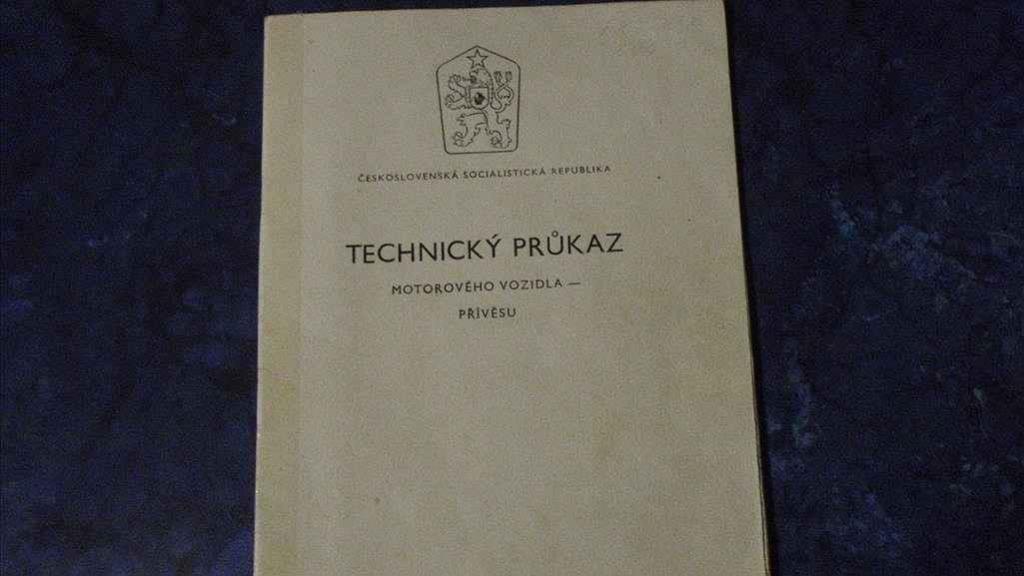 ČESKOSLOVENSKÁ SOCIALISTICKÁ REPUBLIKA
TECHNICKÝ PRŮKAZ
MOTOROVÉHO VOZIDLA —
PŘÍVĚSU